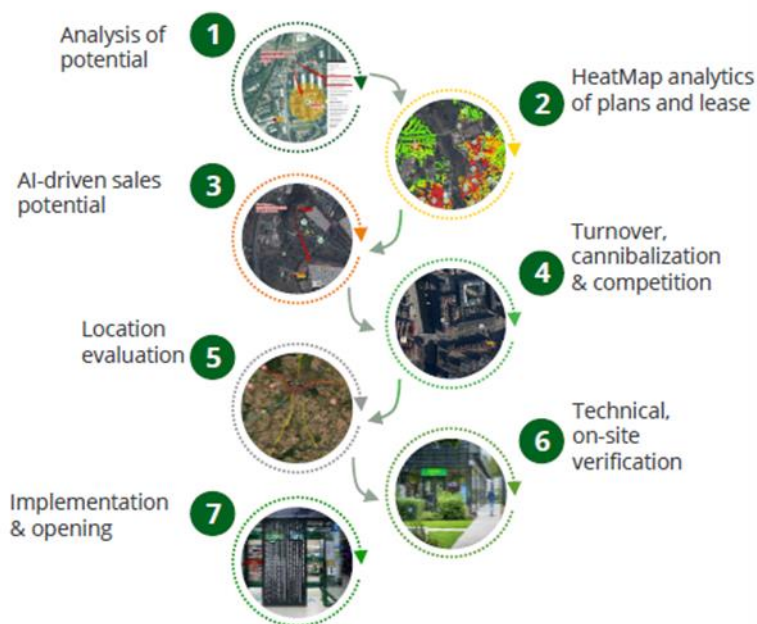 1
Analysis of
potential
2
HeatMap analytics
of plans and lease
3
AI-driven sales
potential
4
Turnover,
cannibalization
& competition
5
Location
evaluation
6
Technical,
on-site
verification
7
Implementation
& opening